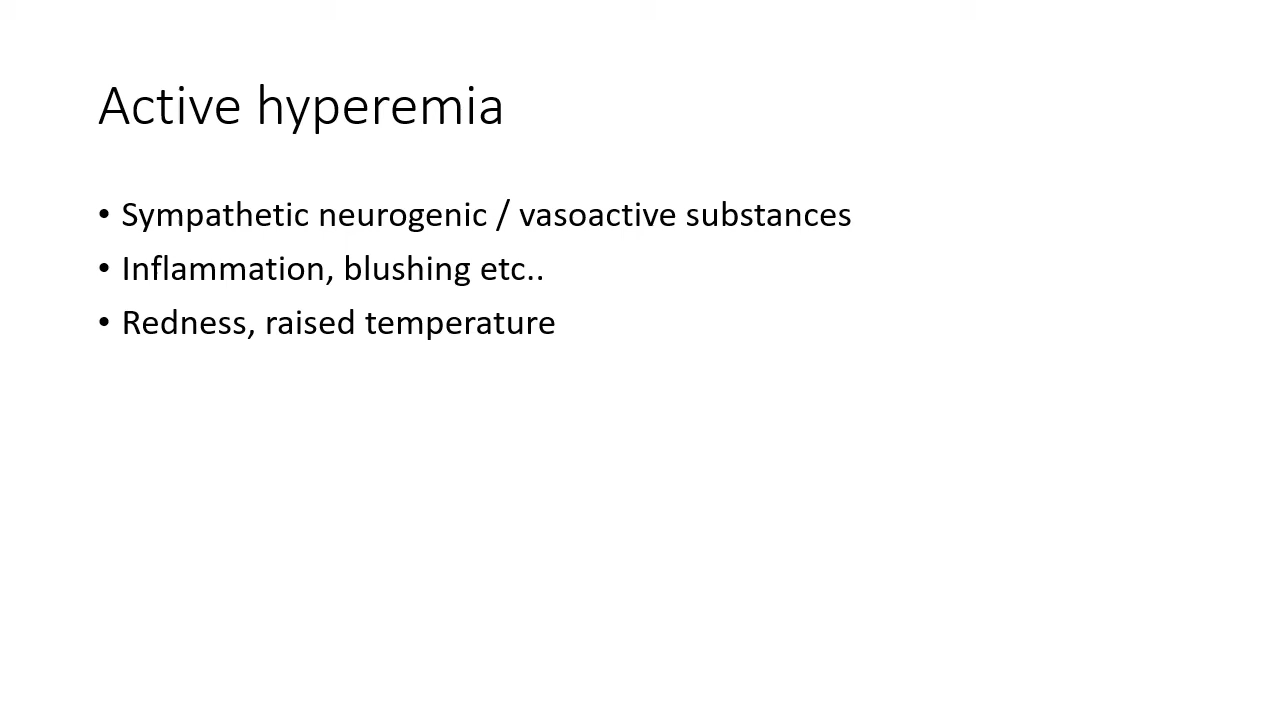 Active hyperemia
• Sympathetic neurogenic / vasoactive substances
• Inflammation, blushing etc..
• Redness, raised temperature